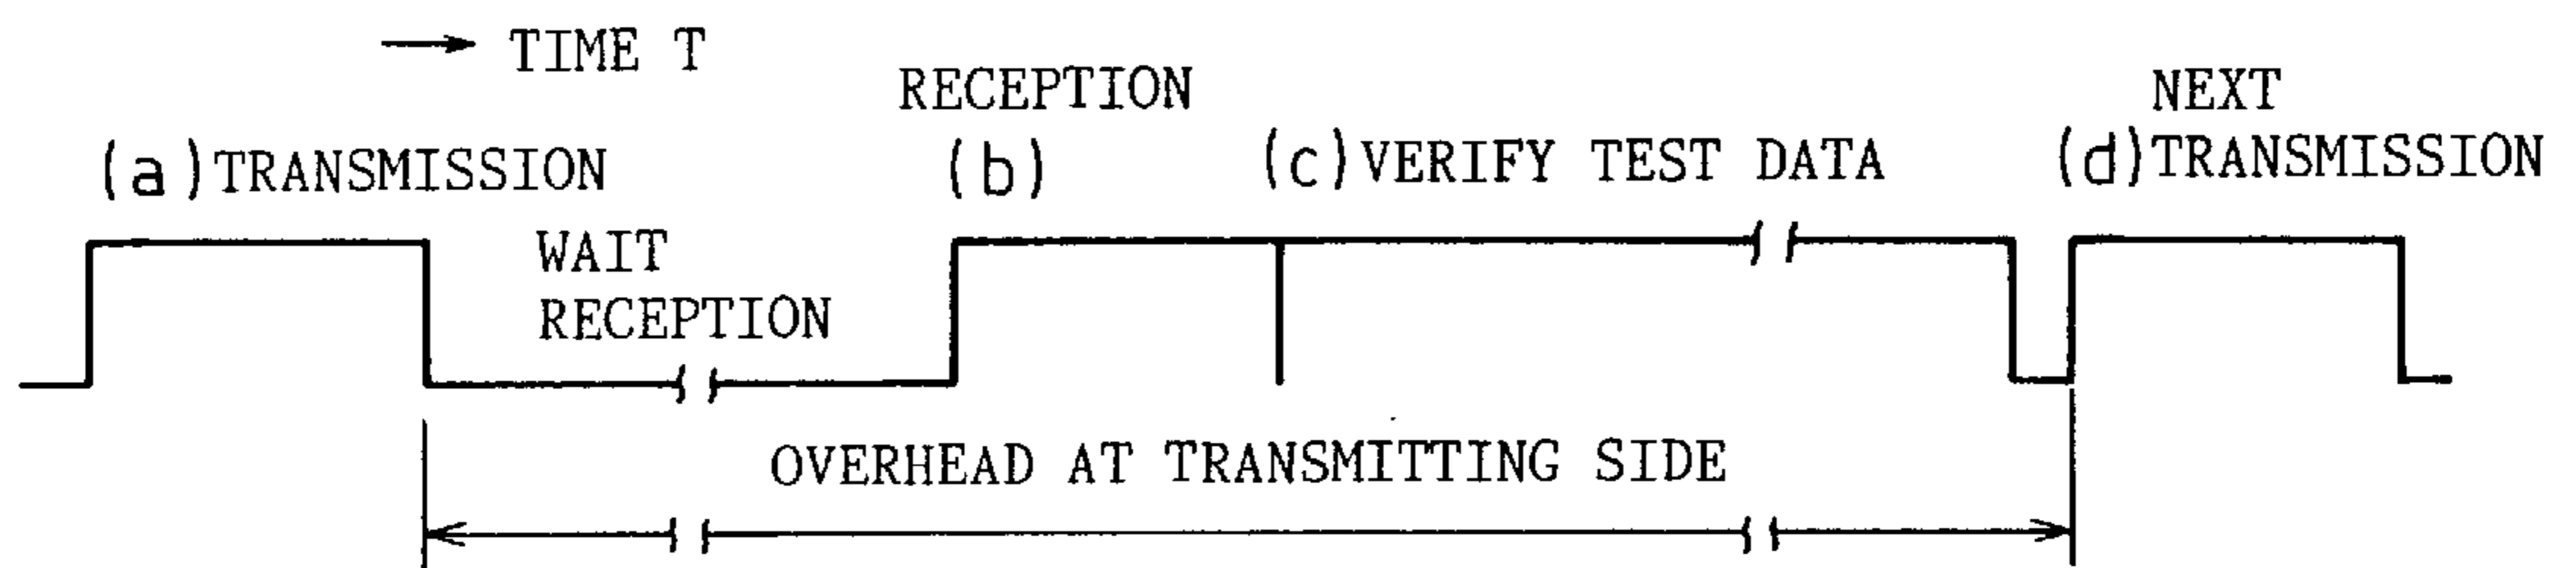 TIME T
RECEPTION
NEXT
(a) TRANSMISSION
(b)
(c) VERIFY TEST DATA
(d) TRANSMISSION
WAIT
RECEPTION
OVERHEAD AT TRANSMITTING SIDE